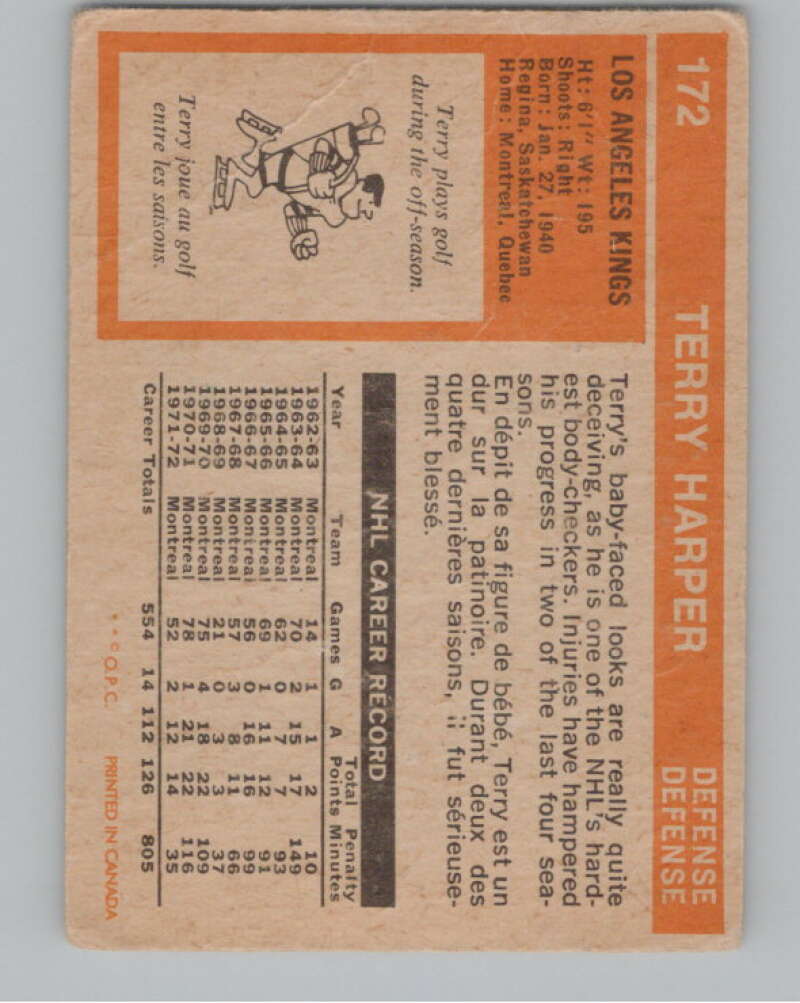 172 TERRY HARPER DEFENSE
DEFENSE
LOS ANGELES KINGS
Ht: 6'1" Wt: 195
Shoots: Right
Born: Jan. 27, 1940
Regina, Saskatchewan
Home: Montreal, Quebec
Terry plays golf
during the off-season.
Terry joue au golf
entre les saisons.
Terry's baby-faced looks are really quite
deceiving, as he is one of the NHL's hard-
est body-checkers. Injuries have hampered
his progress in two of the last four sea-
sons.
En dépit de sa figure de bébé, Terry est un
dur sur la patinoire. Durant deux des
quatre dernières saisons, il fut sérieuse-
ment blessé.
NHL CAREER RECORD
Total Penalty
Year Team Games G A Points Minutes
1962-63 Montreal 14 1 1 2 10
1963-64 Montreal 70 2 15 17 149
1964-65 Montreal 62 0 7 7 93
1965-66 Montreal 69 1 11 12 91
1966-67 Montreal 56 0 16 16 99
1967-68 Montreal 57 3 8 11 66
1968-69 Montreal 21 0 3 3 37
1969-70 Montreal 75 4 18 22 109
1970-71 Montreal 78 1 21 22 116
1971-72 Montreal 52 2 12 14 35
Career Totals 554 14 112 126 805
* * © O.P.C. PRINTED IN CANADA